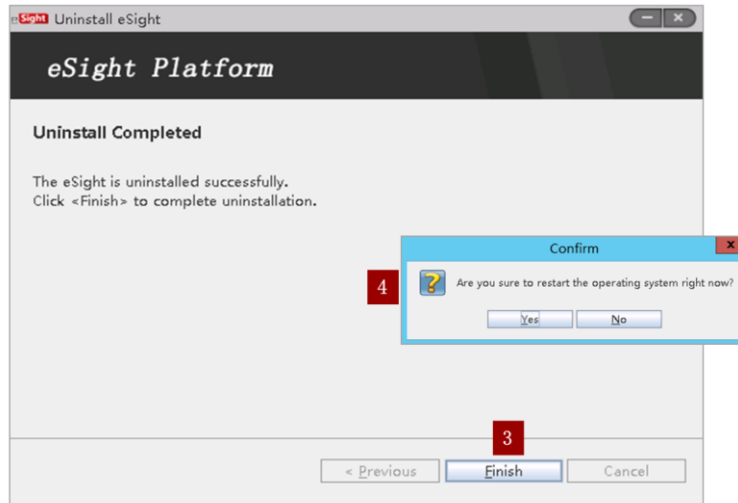 eSight Uninstall eSight
eSight Platform
Uninstall Completed
The eSight is uninstalled successfully.
Click <Finish> to complete uninstallation.
Confirm
4
Are you sure to restart the operating system right now?
Yes No
3
< Previous Finish Cancel